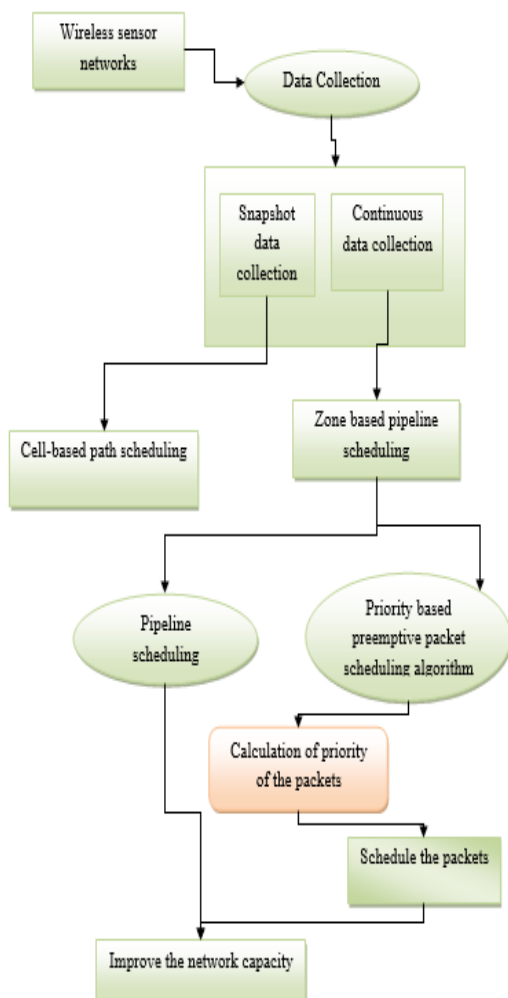 Wireless sensor
networks
Data Collection
Snapshot
data
collection
Continuous
data collection
Cell-based path scheduling
Zone based pipeline
scheduling
Pipeline
scheduling
Priority based
preemptive packet
scheduling algorithm
Calculation of priority
of the packets
Schedule the packets
Improve the network capacity